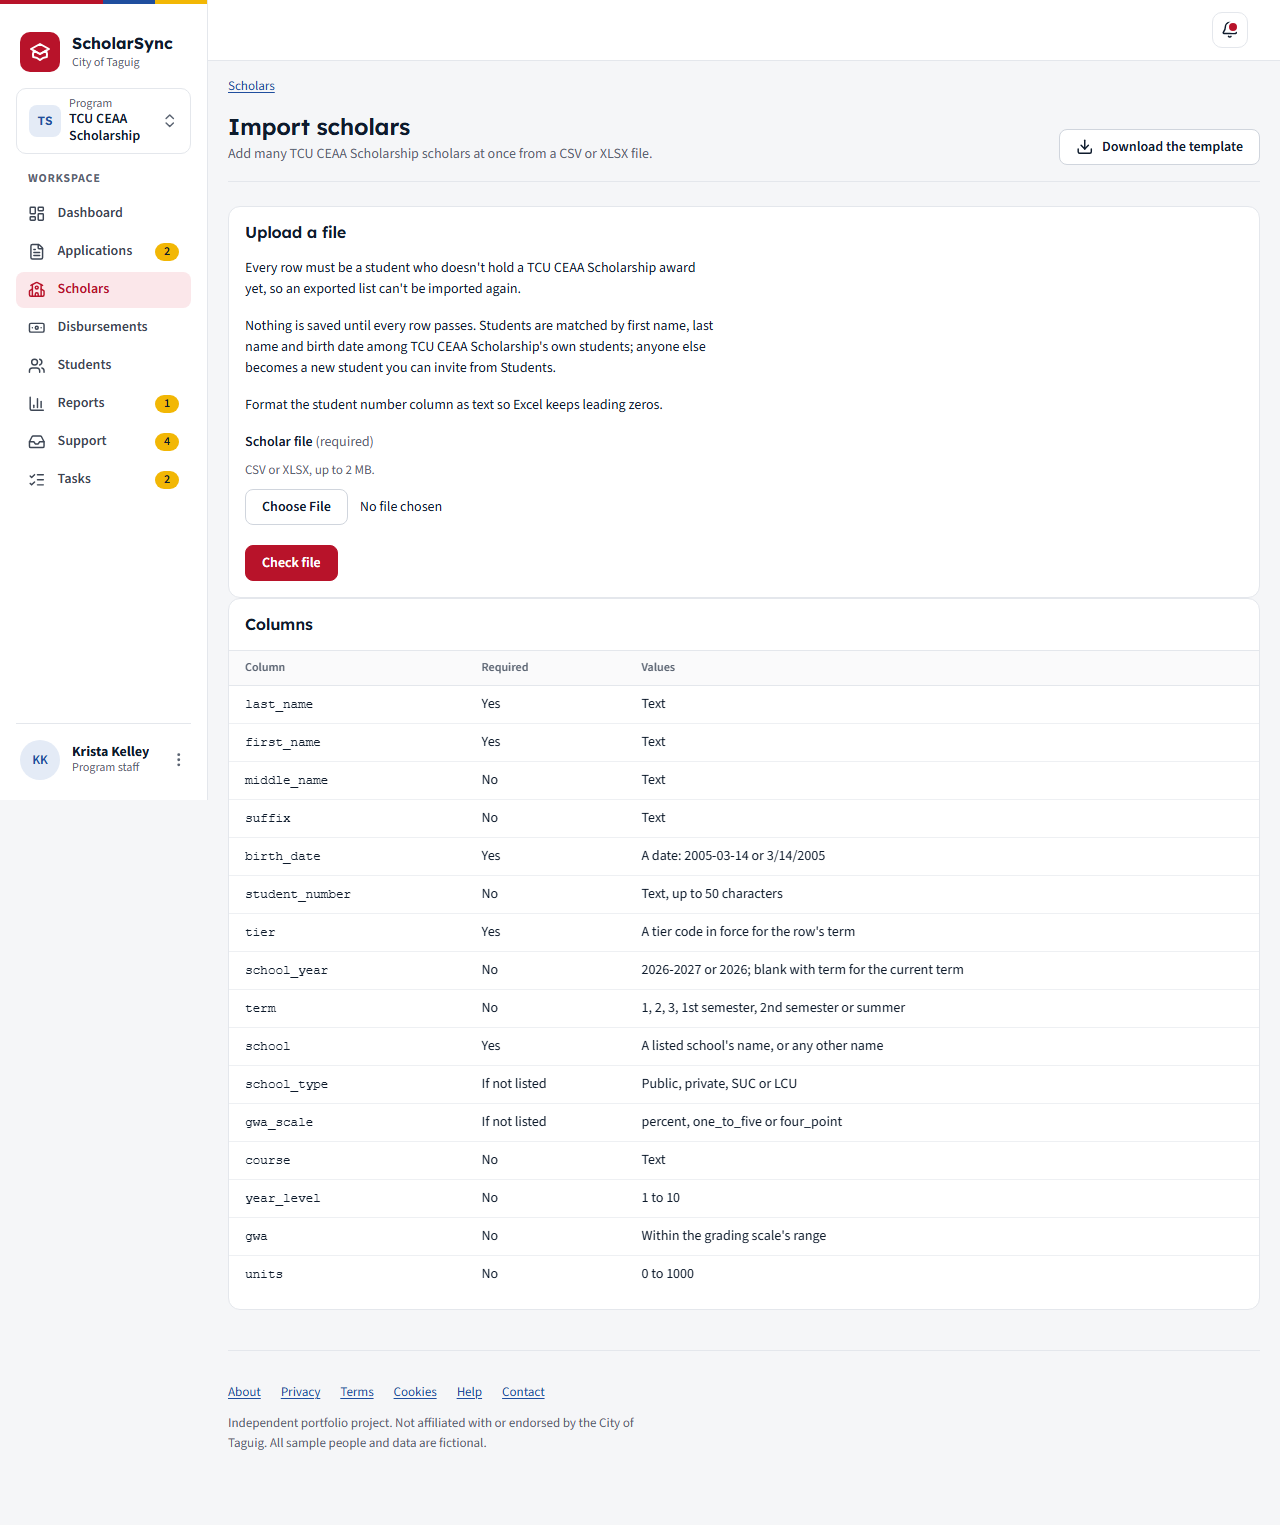 ScholarSync
City of Taguig
TS
Program
TCU CEAA
Scholarship
WORKSPACE
Dashboard
Applications 2
Scholars
Disbursements
Students
Reports 1
Support 4
Tasks 2
KK
Krista Kelley
Program staff
Scholars
Import scholars
Add many TCU CEAA Scholarship scholars at once from a CSV or XLSX file.
Download the template
Upload a file
Every row must be a student who doesn't hold a TCU CEAA Scholarship award
yet, so an exported list can't be imported again.
Nothing is saved until every row passes. Students are matched by first name, last
name and birth date among TCU CEAA Scholarship's own students; anyone else
becomes a new student you can invite from Students.
Format the student number column as text so Excel keeps leading zeros.
Scholar file (required)
CSV or XLSX, up to 2 MB.
Choose File No file chosen
Check file
Columns
Column Required Values
last_name Yes Text
first_name Yes Text
middle_name No Text
suffix No Text
birth_date Yes A date: 2005-03-14 or 3/14/2005
student_number No Text, up to 50 characters
tier Yes A tier code in force for the row's term
school_year No 2026-2027 or 2026; blank with term for the current term
term No 1, 2, 3, 1st semester, 2nd semester or summer
school Yes A listed school's name, or any other name
school_type If not listed Public, private, SUC or LCU
gwa_scale If not listed percent, one_to_five or four_point
course No Text
year_level No 1 to 10
gwa No Within the grading scale's range
units No 0 to 1000
About Privacy Terms Cookies Help Contact
Independent portfolio project. Not affiliated with or endorsed by the City of
Taguig. All sample people and data are fictional.